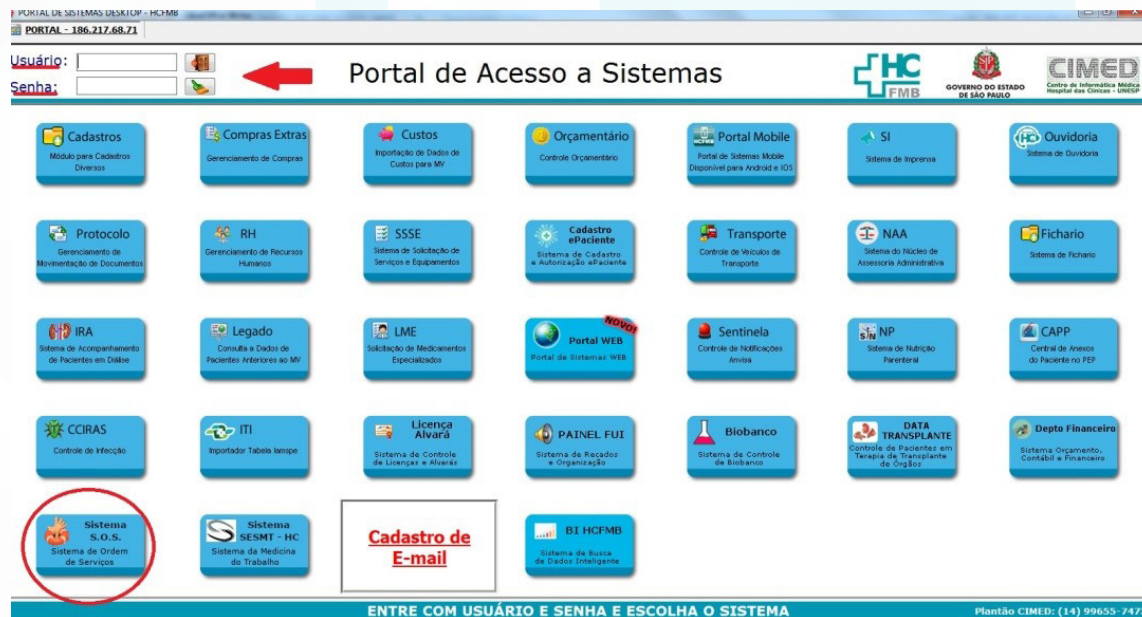 PORTAL DE SISTEMAS DESKTOP - HCFMB
PORTAL - 186.217.68.71
Usuário:
Senha:
Portal de Acesso a Sistemas
HC
FMB
GOVERNO DO ESTADO
DE SÃO PAULO
CIMED
Centro de Informática Médica
Hospital das Clínicas - UNESP
Cadastros
Módulo para Cadastros
Diversos
Compras Extras
Gerenciamento de Compras
Custos
Importação de Dados de
Custos para MV
Orçamentário
Controle Orçamentário
Portal Mobile
Portal de Sistemas Mobile
Disponível para Android e IOS
SI
Sistema de Imprensa
Ouvidoria
Sistema de Ouvidoria
Protocolo
Gerenciamento de
Movimentação de Documentos
RH
Gerenciamento de Recursos
Humanos
SSSE
Sistema de Solicitação de
Serviços e Equipamentos
Cadastro
ePaciente
Sistema de Cadastro
e Autorização ePaciente
Transporte
Controle de Veículos de
Transporte
NAA
Sistema do Núcleo de
Assessoria Administrativa
Fichario
Sistema de Fichario
IRA
Sistema de Acompanhamento
de Pacientes em Diálise
Legado
Consulta a Dados de
Pacientes Anteriores ao MV
LME
Solicitação de Medicamentos
Especializados
NOVO!
Portal WEB
Portal de Sistemas WEB
Sentinela
Controle de Notificações
Anvisa
NP
Sistema de Nutrição
Parenteral
CAPP
Central de Anexos
do Paciente no PEP
CCIRAS
Controle de Infecção
ITI
Importador Tabela Iamspe
Licença
Alvará
Sistema de Controle
de Licenças e Alvarás
PAINEL FUI
Sistema de Recados
e Organização
Biobanco
Sistema de Controle
de Biobanco
DATA
TRANSPLANTE
Controle de Pacientes em
Terapia de Transplante
de Órgãos
Depto Financeiro
Sistema Orçamento,
Contábil e Financeiro
Sistema
S.O.S.
Sistema de Ordem
de Serviços
Sistema
SESMT - HC
Sistema da Medicina
do Trabalho
Cadastro de
E-mail
BI HCFMB
Sistema de Busca
de Dados Inteligente
ENTRE COM USUÁRIO E SENHA E ESCOLHA O SISTEMA
Plantão CIMED: (14) 99655-747